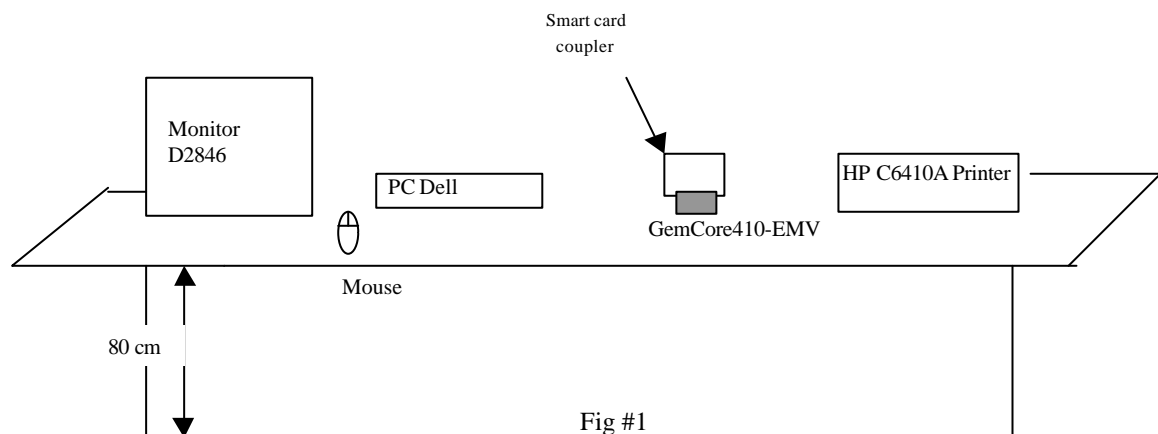 Smart card
coupler
Monitor
D2846
PC Dell
HP C6410A Printer
GemCore410-EMV
Mouse
80 cm
Fig #1